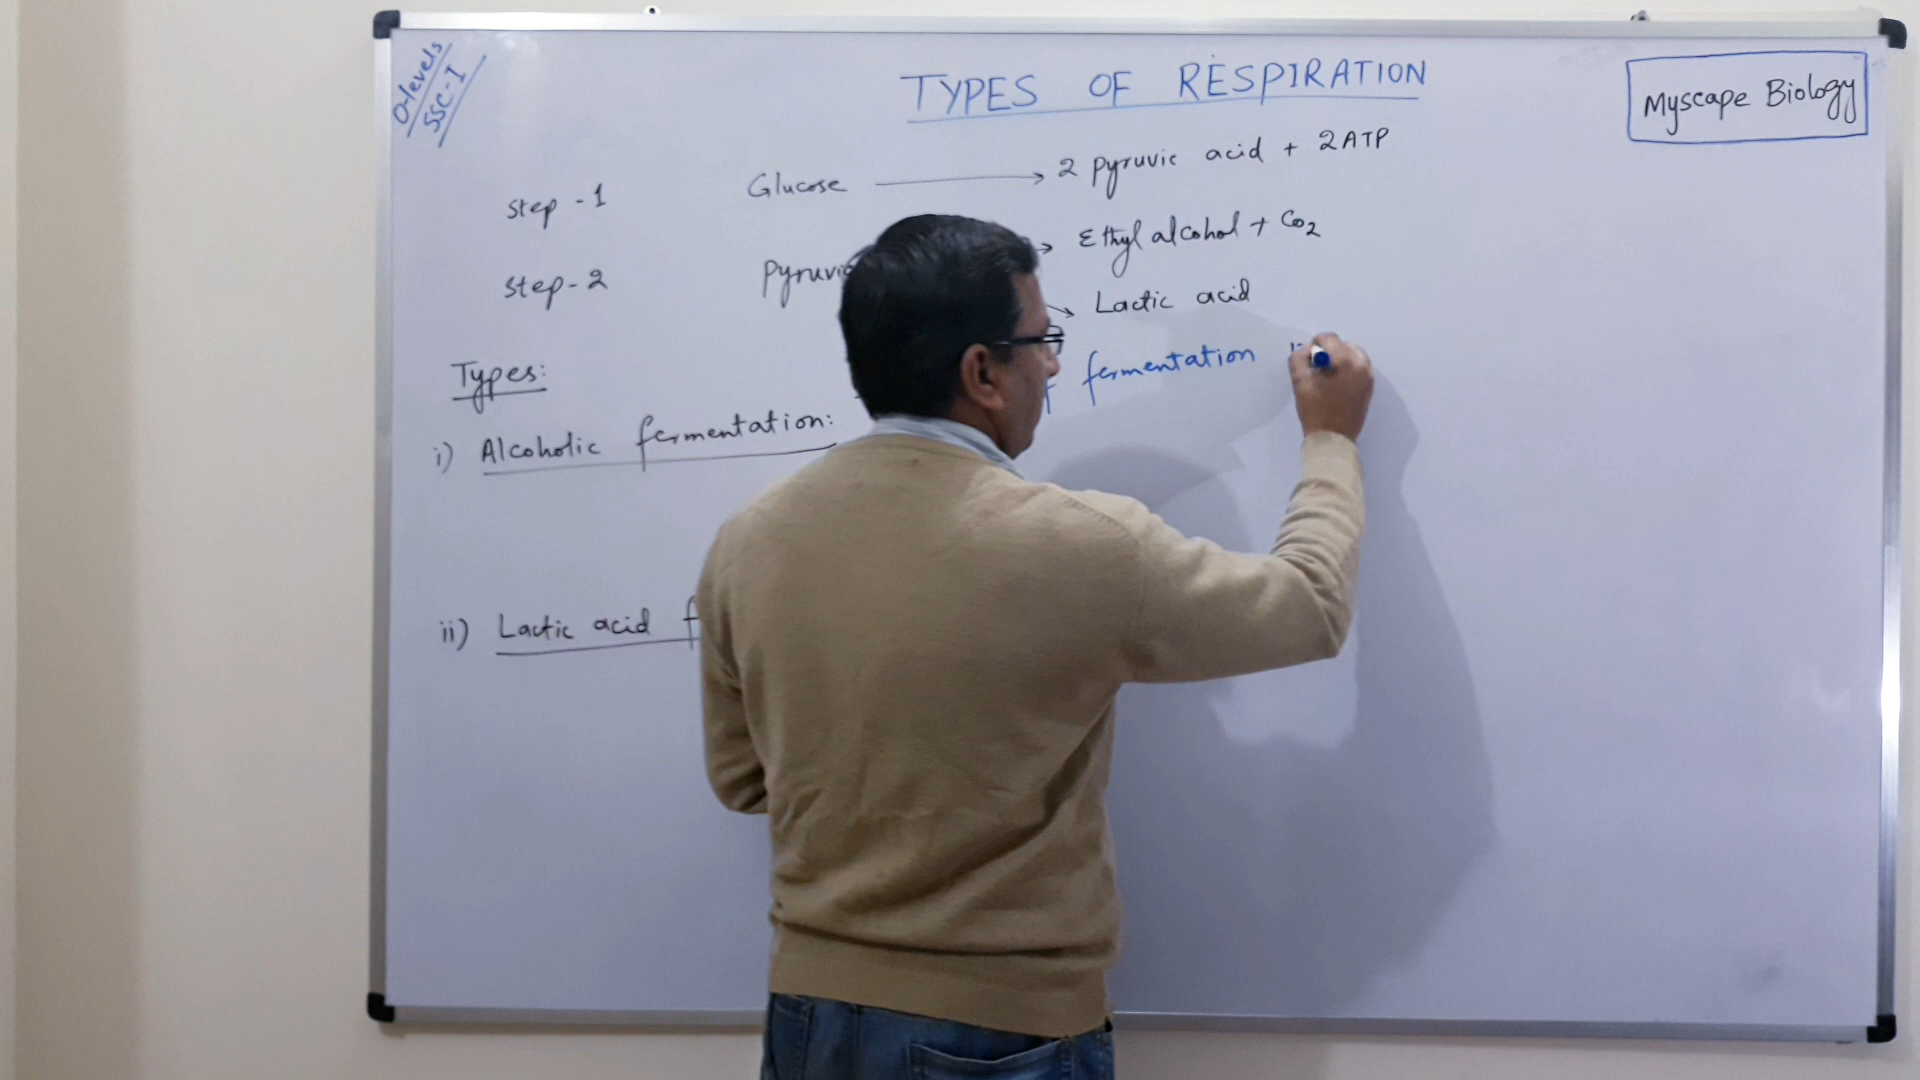 O-levels
SSC-I
TYPES OF RESPIRATION
Myscape Biology
Step -1 Glucose → 2 Pyruvic acid + 2ATP
Step-2 → Ethyl alcohol + CO2
→ Lactic acid
Types:
i) Alcoholic fermentation: fermentation
ii) Lactic acid